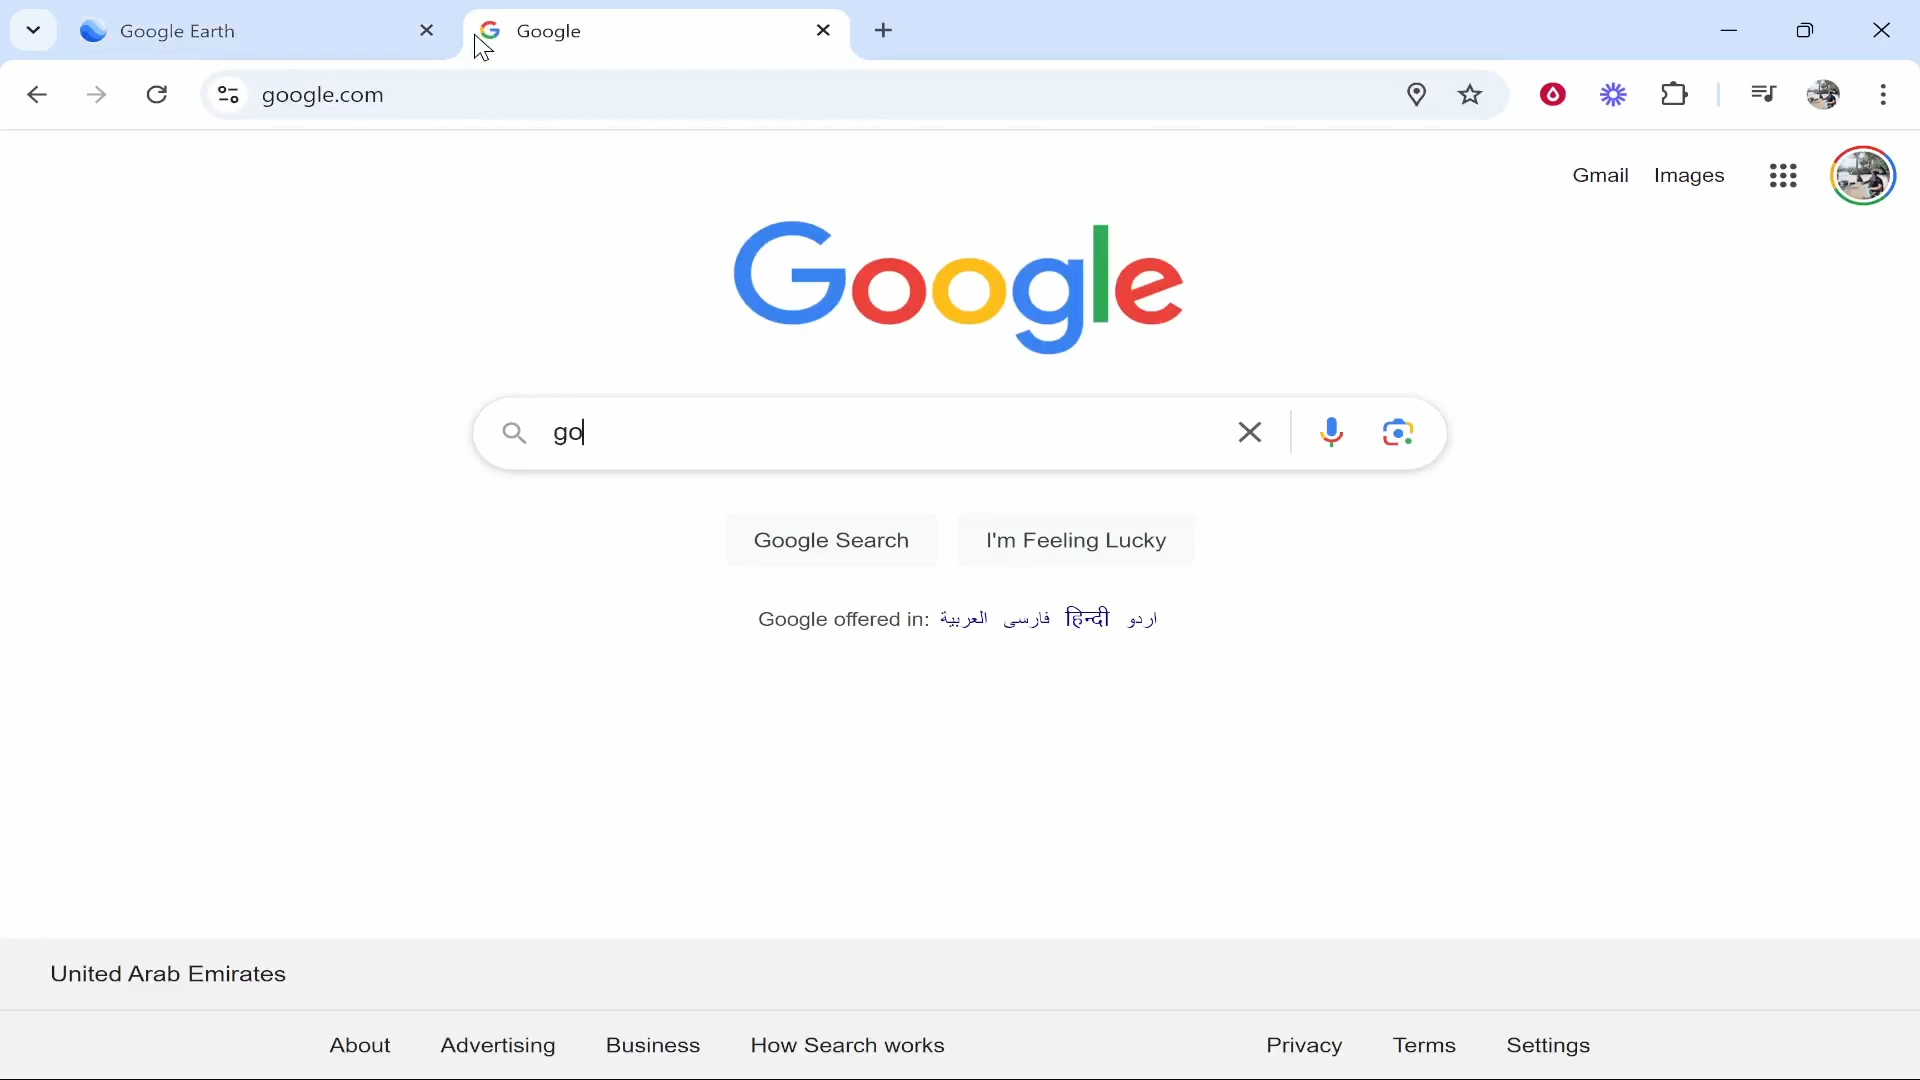 Google Earth
Google
google.com
Gmail Images
Google
go
Google Search I'm Feeling Lucky
Google offered in: العربية فارسی हिन्दी اردو
United Arab Emirates
About Advertising Business How Search works Privacy Terms Settings